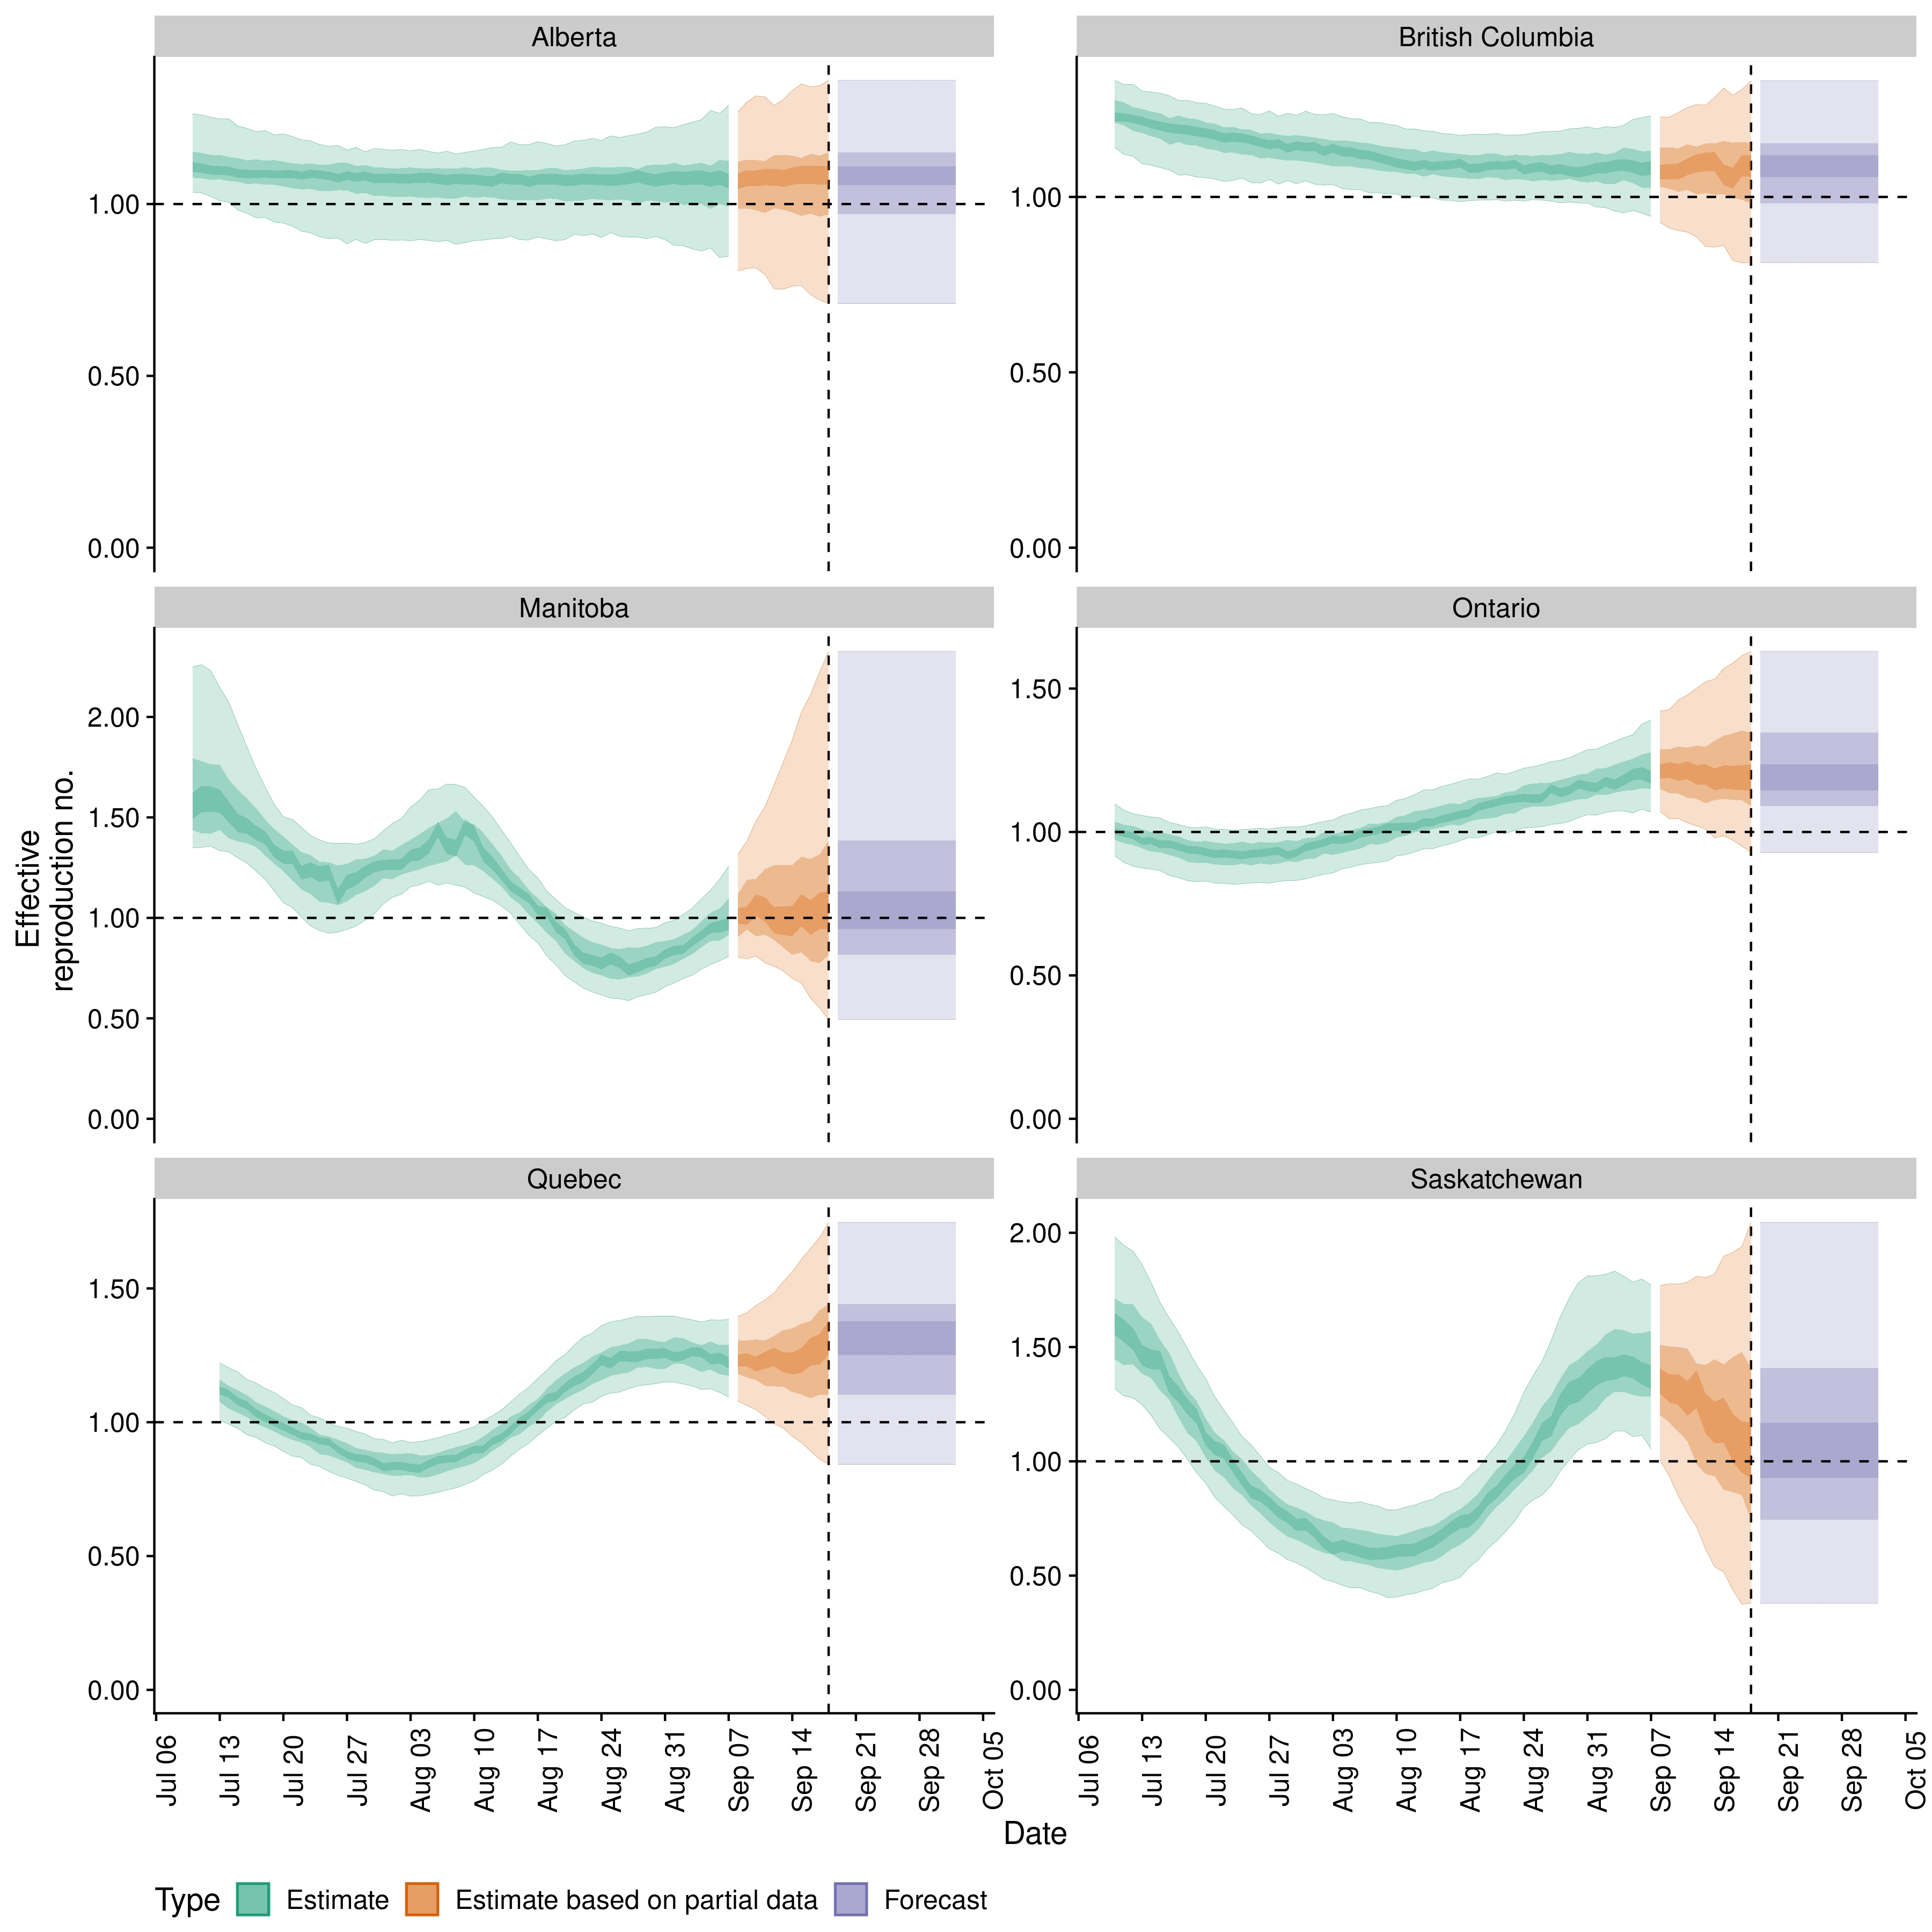 Alberta
British Columbia
1.00
0.50
0.00
1.00
0.50
0.00
Manitoba
Ontario
2.00
1.50
1.00
0.50
0.00
1.50
1.00
0.50
0.00
Quebec
Saskatchewan
1.50
1.00
0.50
0.00
2.00
1.50
1.00
0.50
0.00
Effective
reproduction no.
Jul 06
Jul 13
Jul 20
Jul 27
Aug 03
Aug 10
Aug 17
Aug 24
Aug 31
Sep 07
Sep 14
Sep 21
Sep 28
Oct 05
Jul 06
Jul 13
Jul 20
Jul 27
Aug 03
Aug 10
Aug 17
Aug 24
Aug 31
Sep 07
Sep 14
Sep 21
Sep 28
Oct 05
Date
Type Estimate Estimate based on partial data Forecast